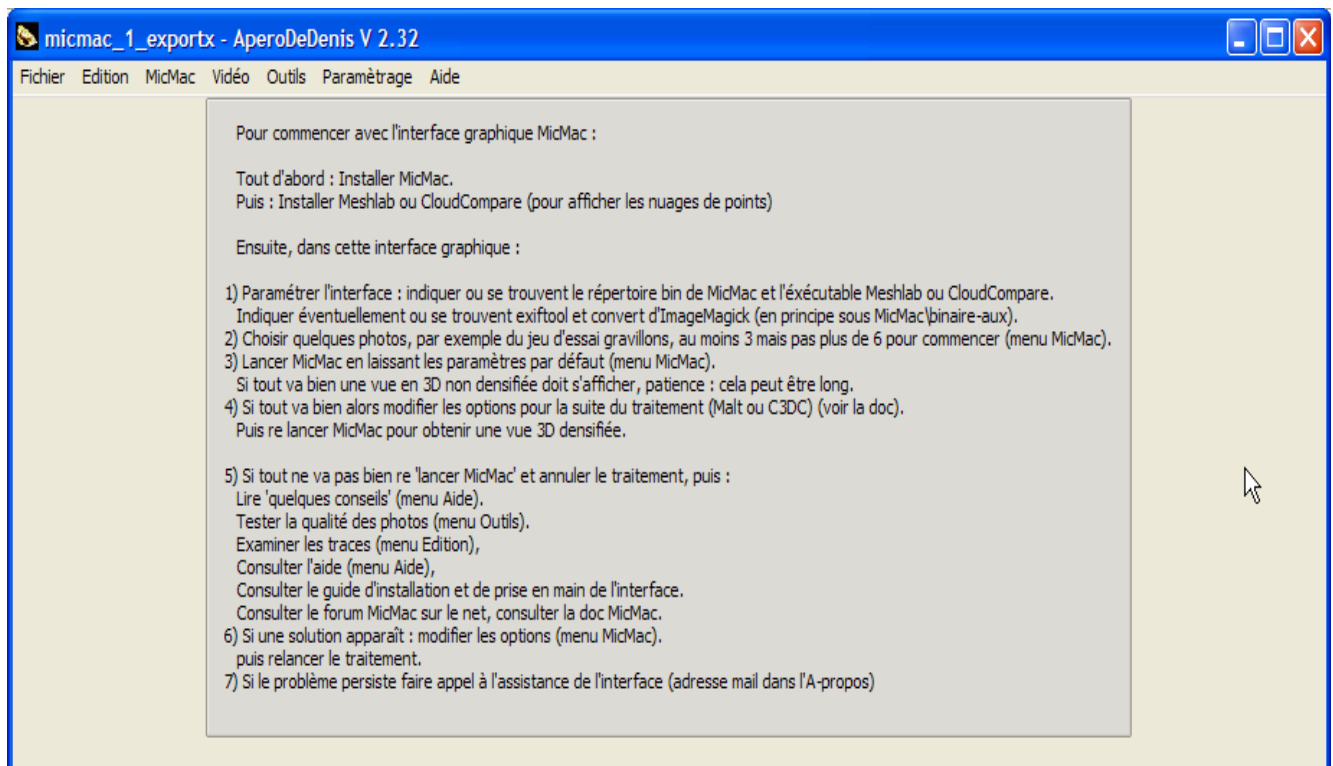 micmac_1_exportx - AperoDeDenis V 2.32
Fichier Edition MicMac Vidéo Outils Paramètrage Aide
Pour commencer avec l'interface graphique MicMac :
Tout d'abord : Installer MicMac.
Puis : Installer Meshlab ou CloudCompare (pour afficher les nuages de points)
Ensuite, dans cette interface graphique :
1) Paramétrer l'interface : indiquer ou se trouvent le répertoire bin de MicMac et l'éxécutable Meshlab ou CloudCompare.
Indiquer éventuellement ou se trouvent exiftool et convert d'ImageMagick (en principe sous MicMac\binaire-aux).
2) Choisir quelques photos, par exemple du jeu d'essai gravillons, au moins 3 mais pas plus de 6 pour commencer (menu MicMac).
3) Lancer MicMac en laissant les paramètres par défaut (menu MicMac).
Si tout va bien une vue en 3D non densifiée doit s'afficher, patience : cela peut être long.
4) Si tout va bien alors modifier les options pour la suite du traitement (Malt ou C3DC) (voir la doc).
Puis re lancer MicMac pour obtenir une vue 3D densifiée.
5) Si tout ne va pas bien re 'lancer MicMac' et annuler le traitement, puis :
Lire 'quelques conseils' (menu Aide).
Tester la qualité des photos (menu Outils).
Examiner les traces (menu Edition),
Consulter l'aide (menu Aide),
Consulter le guide d'installation et de prise en main de l'interface.
Consulter le forum MicMac sur le net, consulter la doc MicMac.
6) Si une solution apparaît : modifier les options (menu MicMac).
puis relancer le traitement.
7) Si le problème persiste faire appel à l'assistance de l'interface (adresse mail dans l'A-propos)